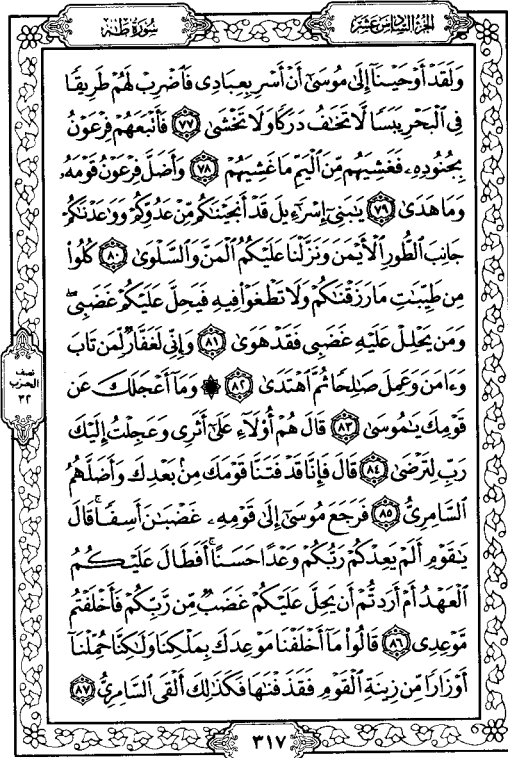 الجزء السادس عشر
سورة طه
وَلَقَدْ أَوْحَيْنَآ إِلَىٰ مُوسَىٰٓ أَنْ أَسْرِ بِعِبَادِى فَٱضْرِبْ لَهُمْ طَرِيقًا
فِى ٱلْبَحْرِ يَبَسًا لَّا تَخَٰفُ دَرَكًا وَلَا تَخْشَىٰ ٧٧ فَأَتْبَعَهُمْ فِرْعَوْنُ
بِجُنُودِهِۦ فَغَشِيَهُم مِّنَ ٱلْيَمِّ مَا غَشِيَهُمْ ٧٨ وَأَضَلَّ فِرْعَوْنُ قَوْمَهُۥ
وَمَا هَدَىٰ ٧٩ يَٰبَنِىٓ إِسْرَٰٓءِيلَ قَدْ أَنجَيْنَٰكُم مِّنْ عَدُوِّكُمْ وَوَٰعَدْنَٰكُمْ
جَانِبَ ٱلطُّورِ ٱلْأَيْمَنَ وَنَزَّلْنَا عَلَيْكُمُ ٱلْمَنَّ وَٱلسَّلْوَىٰ ٨٠ كُلُوا۟
مِن طَيِّبَٰتِ مَا رَزَقْنَٰكُمْ وَلَا تَطْغَوْا۟ فِيهِ فَيَحِلَّ عَلَيْكُمْ غَضَبِى ۖ
وَمَن يَحْلِلْ عَلَيْهِ غَضَبِى فَقَدْ هَوَىٰ ٨١ وَإِنِّى لَغَفَّارٌ لِّمَن تَابَ
وَءَامَنَ وَعَمِلَ صَٰلِحًا ثُمَّ ٱهْتَدَىٰ ٨٢ ۞ وَمَآ أَعْجَلَكَ عَن
قَوْمِكَ يَٰمُوسَىٰ ٨٣ قَالَ هُمْ أُو۟لَآءِ عَلَىٰٓ أَثَرِى وَعَجِلْتُ إِلَيْكَ
رَبِّ لِتَرْضَىٰ ٨٤ قَالَ فَإِنَّا قَدْ فَتَنَّا قَوْمَكَ مِنۢ بَعْدِكَ وَأَضَلَّهُمُ
ٱلسَّامِرِىُّ ٨٥ فَرَجَعَ مُوسَىٰٓ إِلَىٰ قَوْمِهِۦ غَضْبَٰنَ أَسِفًا ۚ قَالَ
يَٰقَوْمِ أَلَمْ يَعِدْكُمْ رَبُّكُمْ وَعْدًا حَسَنًا ۚ أَفَطَالَ عَلَيْكُمُ
ٱلْعَهْدُ أَمْ أَرَدتُّمْ أَن يَحِلَّ عَلَيْكُمْ غَضَبٌ مِّن رَّبِّكُمْ فَأَخْلَفْتُم
مَّوْعِدِى ٨٦ قَالُوا۟ مَآ أَخْلَفْنَا مَوْعِدَكَ بِمَلْكِنَا وَلَٰكِنَّا حُمِّلْنَآ
أَوْزَارًا مِّن زِينَةِ ٱلْقَوْمِ فَقَذَفْنَٰهَا فَكَذَٰلِكَ أَلْقَى ٱلسَّامِرِىُّ ٨٧
نصف
الحزب
٣٢
٣١٧